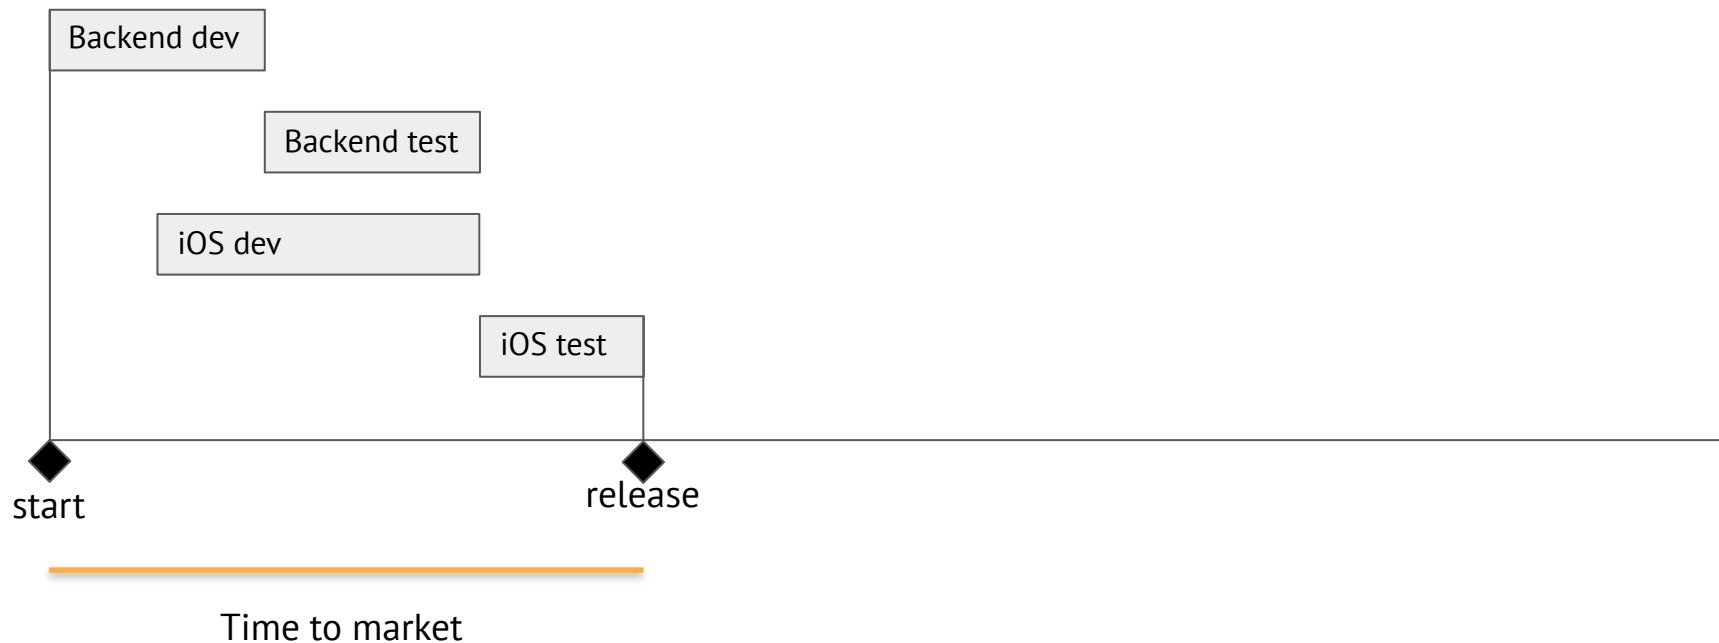 Backend dev
Backend test
iOS dev
iOS test
start
release
Time to market